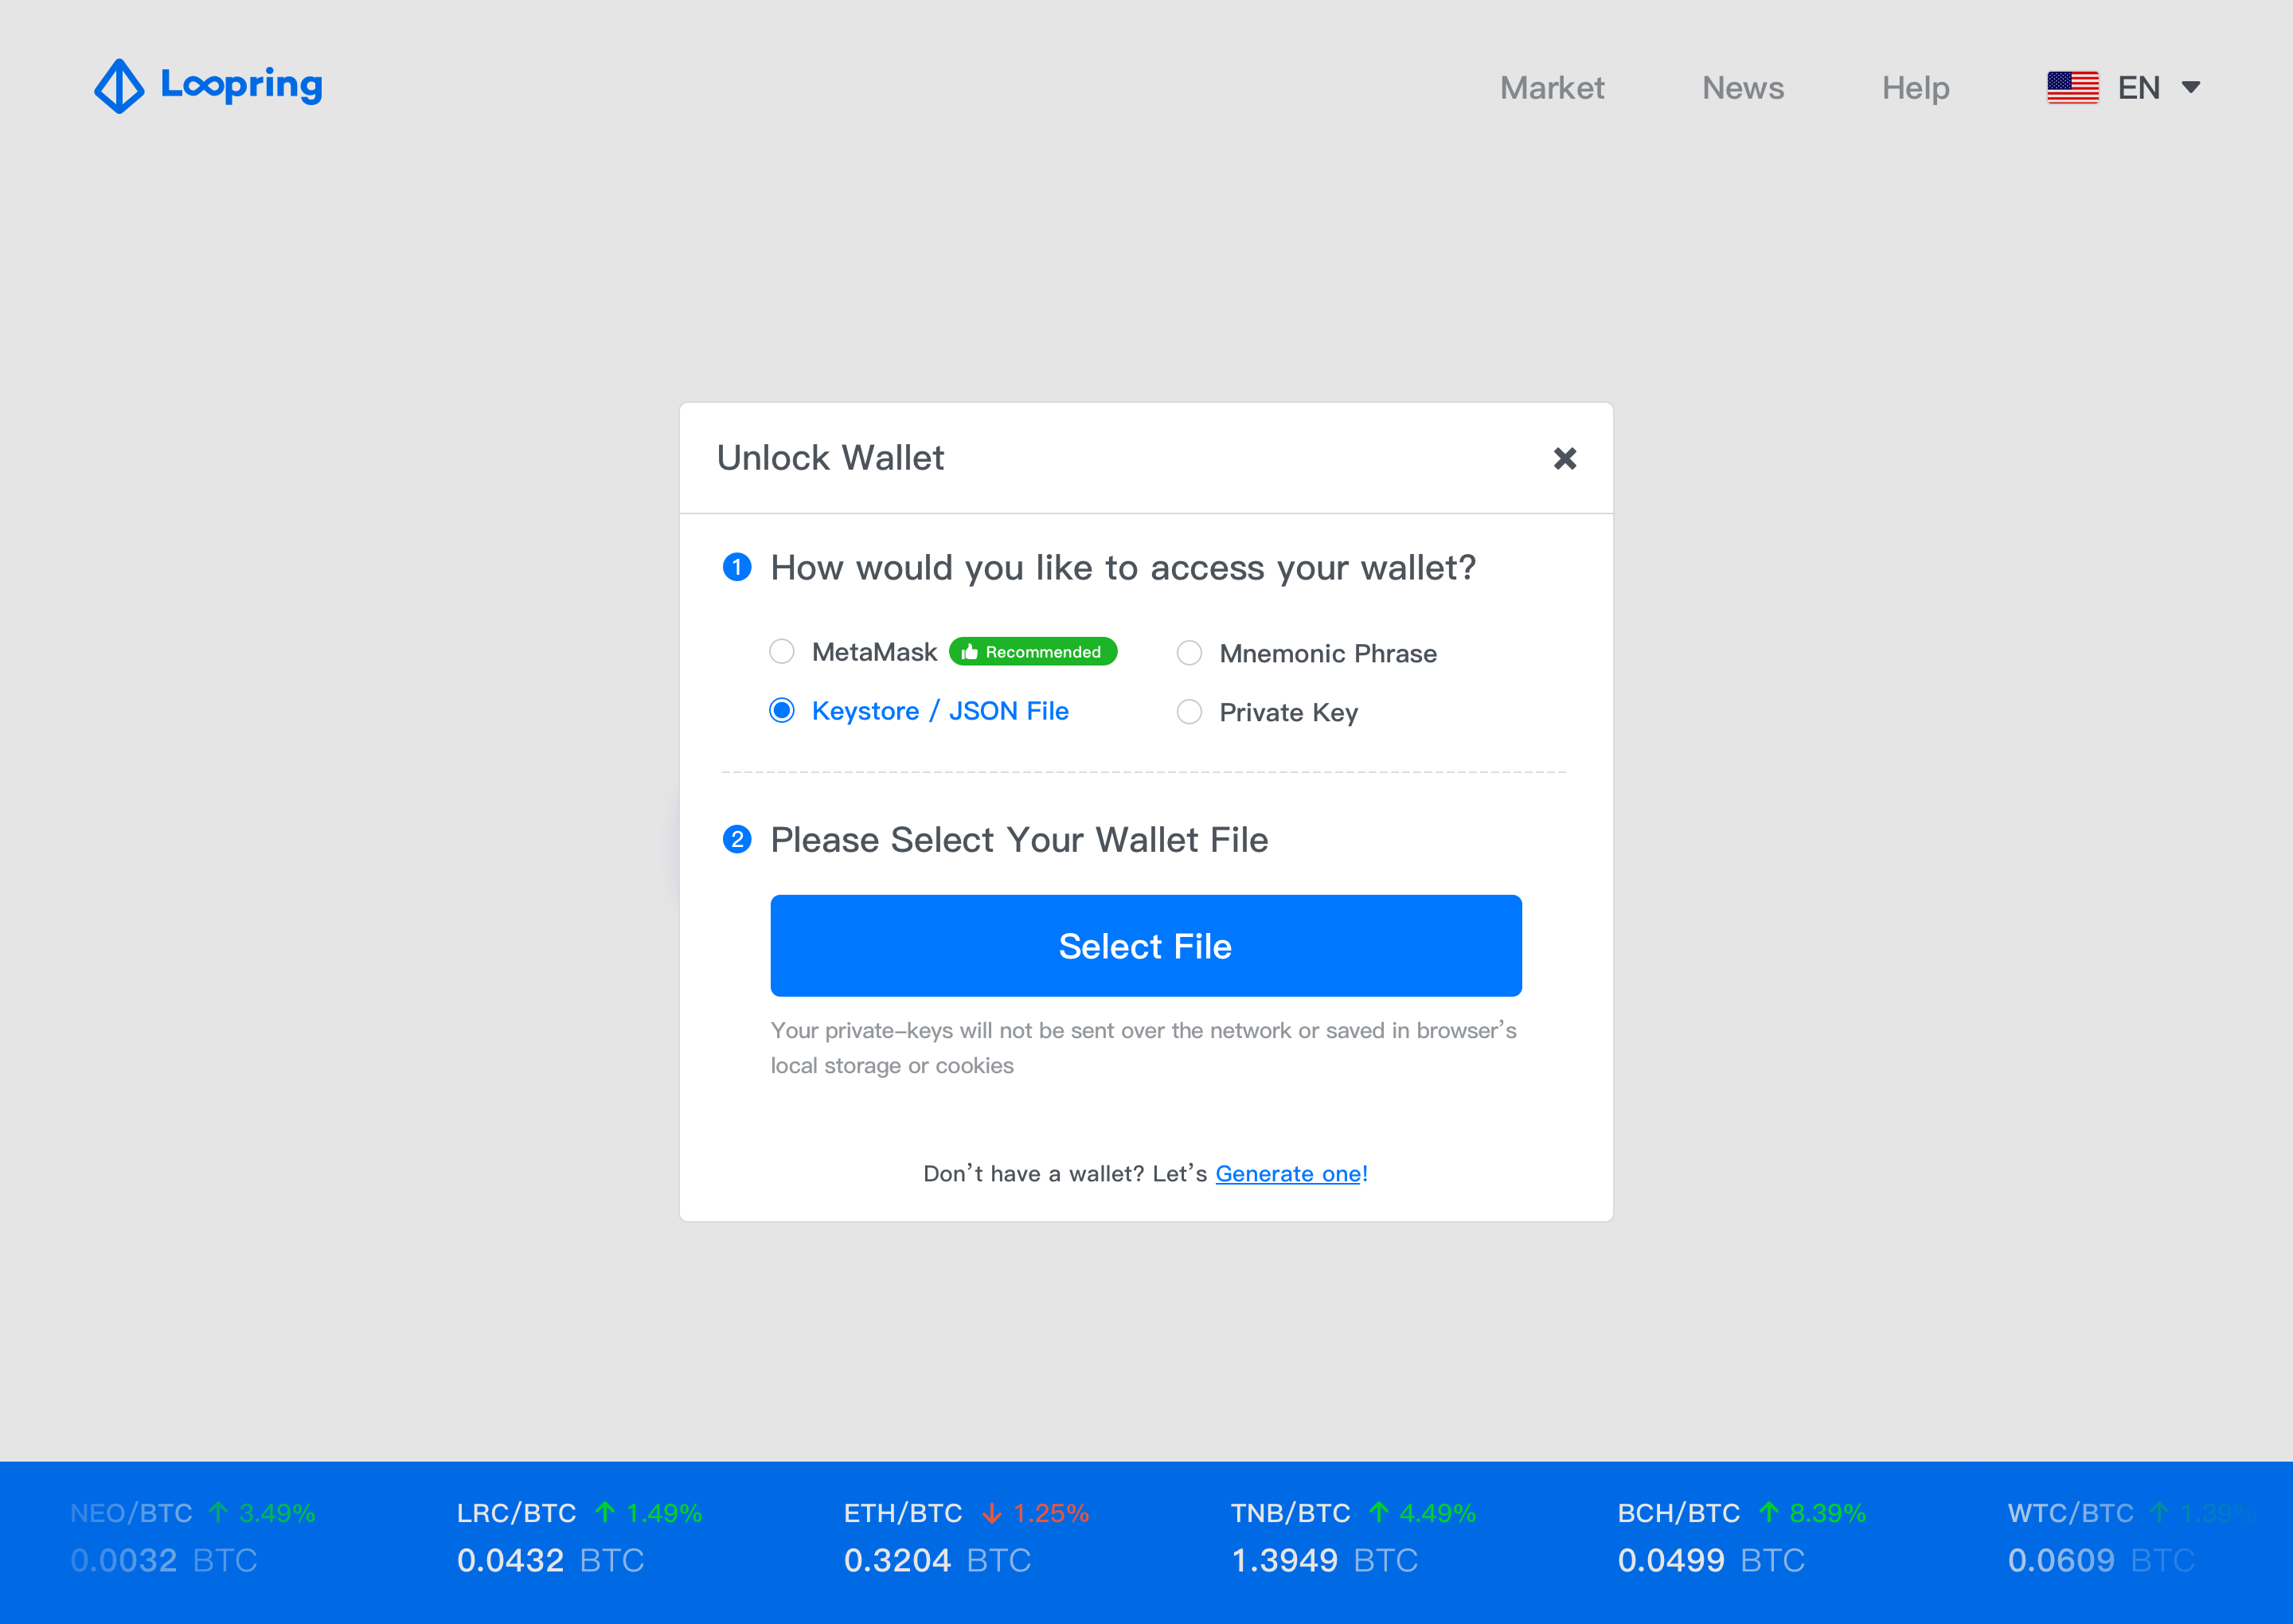 Loopring
Market News Help EN
Unlock Wallet
1 How would you like to access your wallet?
MetaMask Recommended Mnemonic Phrase
Keystore / JSON File Private Key
2 Please Select Your Wallet File
Select File
Your private-keys will not be sent over the network or saved in browser’s
local storage or cookies
Don’t have a wallet? Let’s Generate one!
NEO/BTC ↑ 3.49% LRC/BTC ↑ 1.49% ETH/BTC ↓ 1.25% TNB/BTC ↑ 4.49% BCH/BTC ↑ 8.39% WTC/BTC ↑ 1.39%
0.0032 BTC 0.0432 BTC 0.3204 BTC 1.3949 BTC 0.0499 BTC 0.0609 BTC